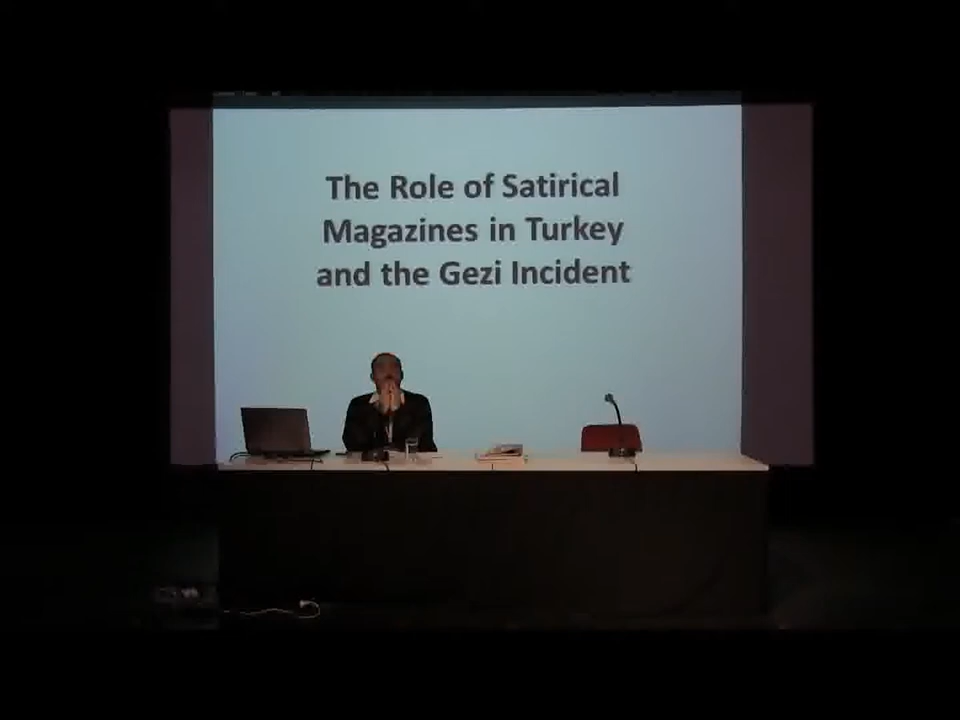 The Role of Satirical
Magazines in Turkey
and the Gezi Incident